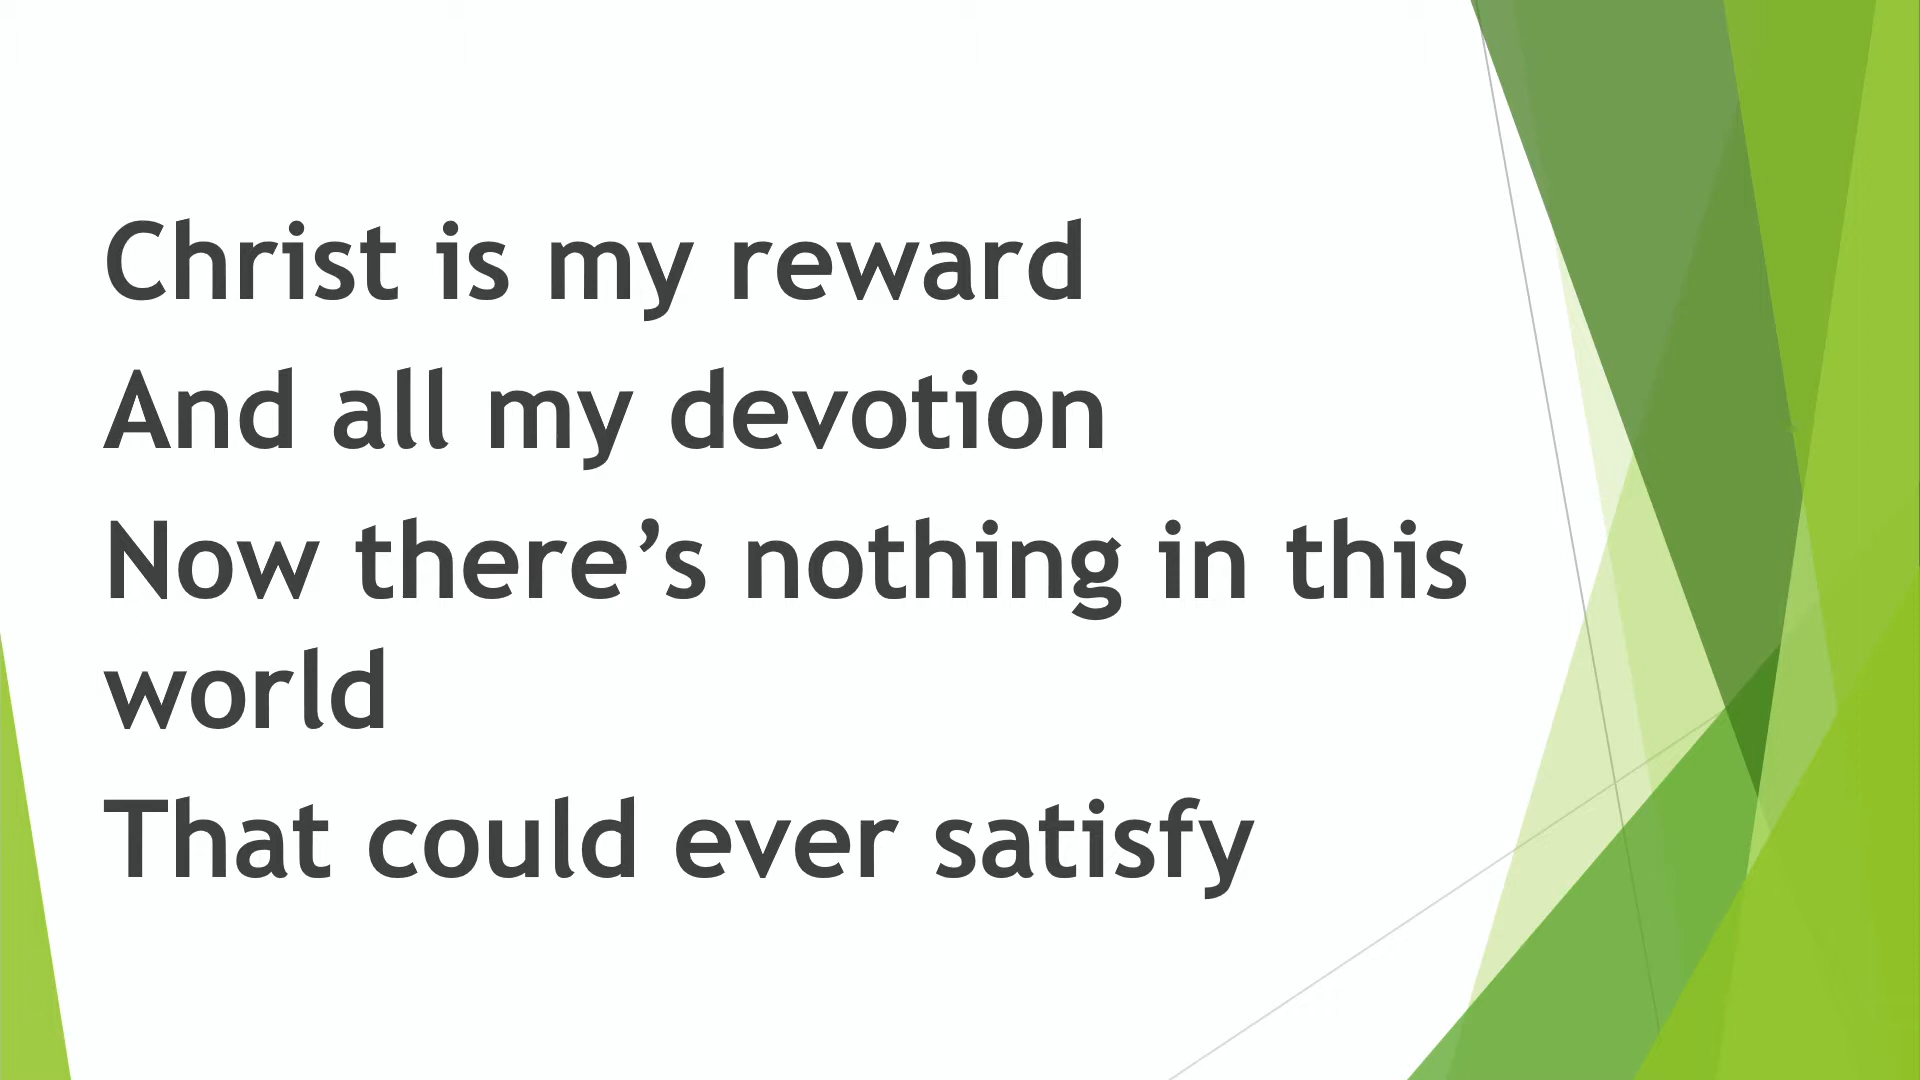 Christ is my reward
And all my devotion
Now there’s nothing in this
world
That could ever satisfy